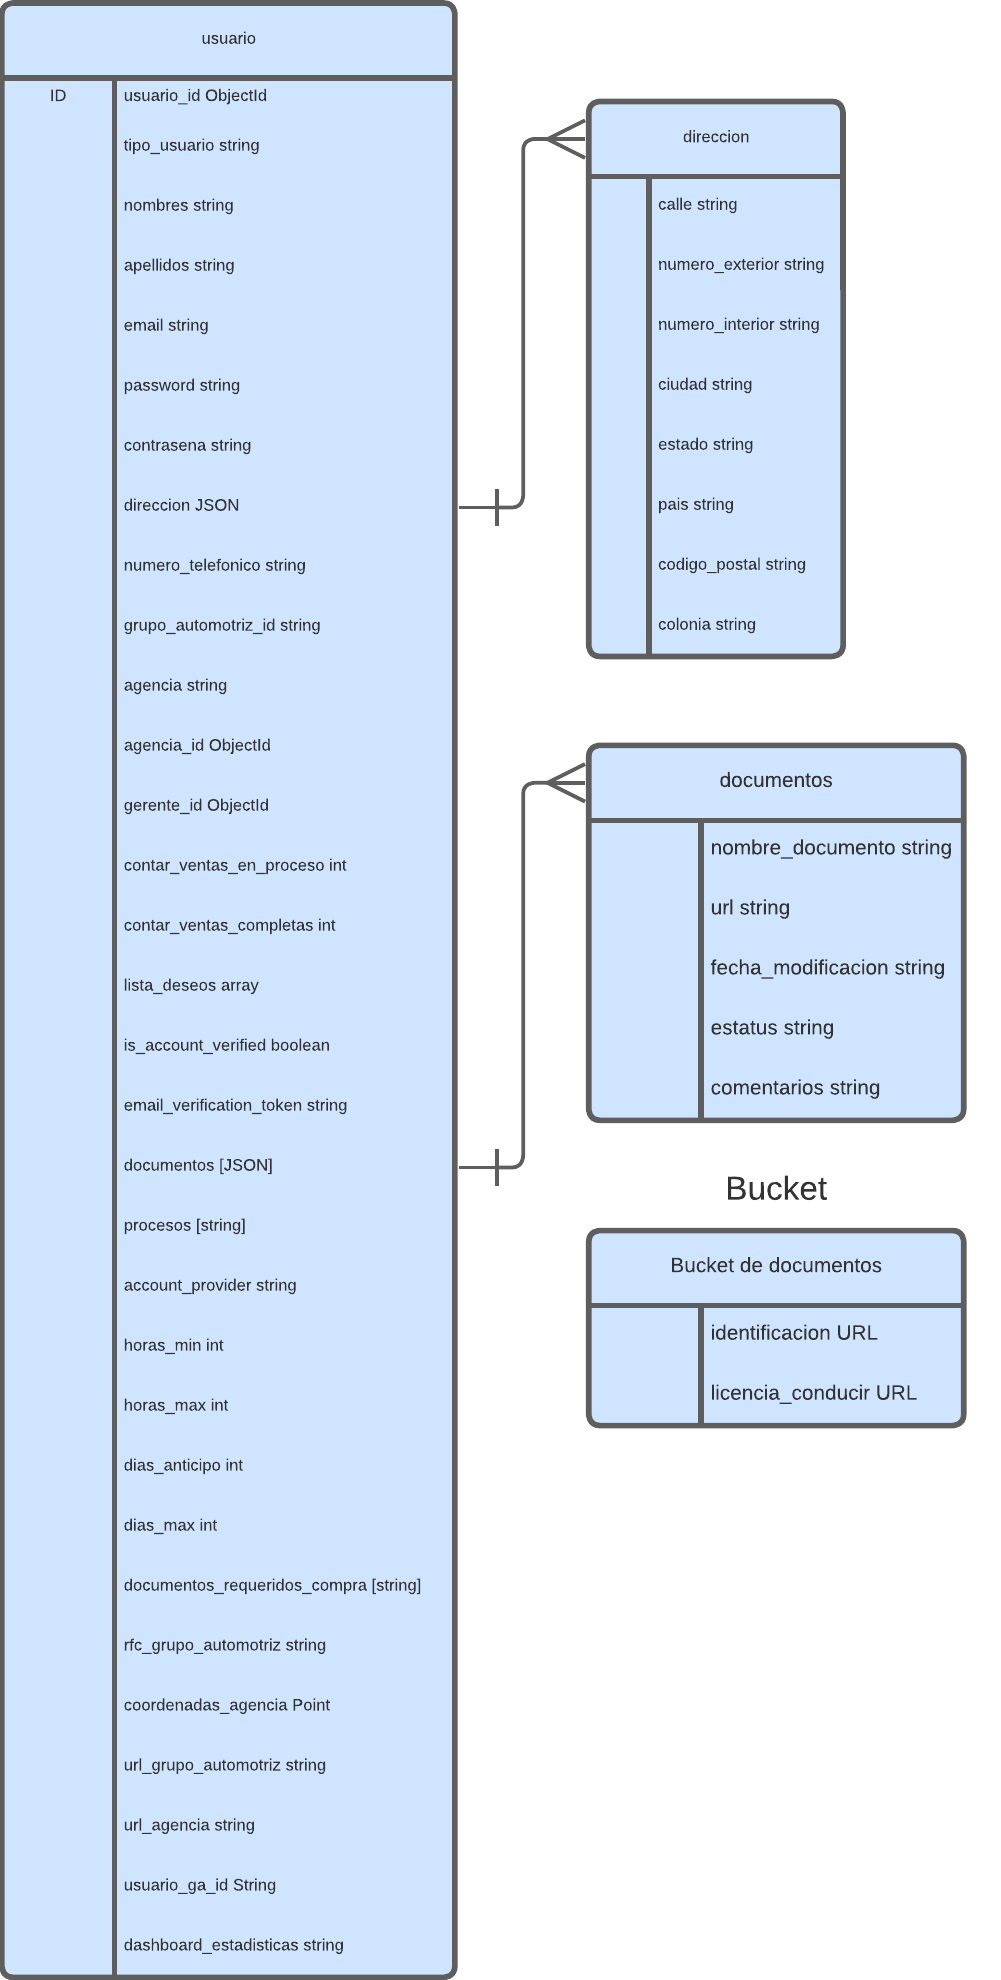 usuario
ID
usuario_id ObjectId
tipo_usuario string
nombres string
apellidos string
email string
password string
contrasena string
direccion JSON
numero_telefonico string
grupo_automotriz_id string
agencia string
agencia_id ObjectId
gerente_id ObjectId
contar_ventas_en_proceso int
contar_ventas_completas int
lista_deseos array
is_account_verified boolean
email_verification_token string
documentos [JSON]
procesos [string]
account_provider string
horas_min int
horas_max int
dias_anticipo int
dias_max int
documentos_requeridos_compra [string]
rfc_grupo_automotriz string
coordenadas_agencia Point
url_grupo_automotriz string
url_agencia string
usuario_ga_id String
dashboard_estadisticas string
direccion
calle string
numero_exterior string
numero_interior string
ciudad string
estado string
pais string
codigo_postal string
colonia string
documentos
nombre_documento string
url string
fecha_modificacion string
estatus string
comentarios string
Bucket
Bucket de documentos
identificacion URL
licencia_conducir URL